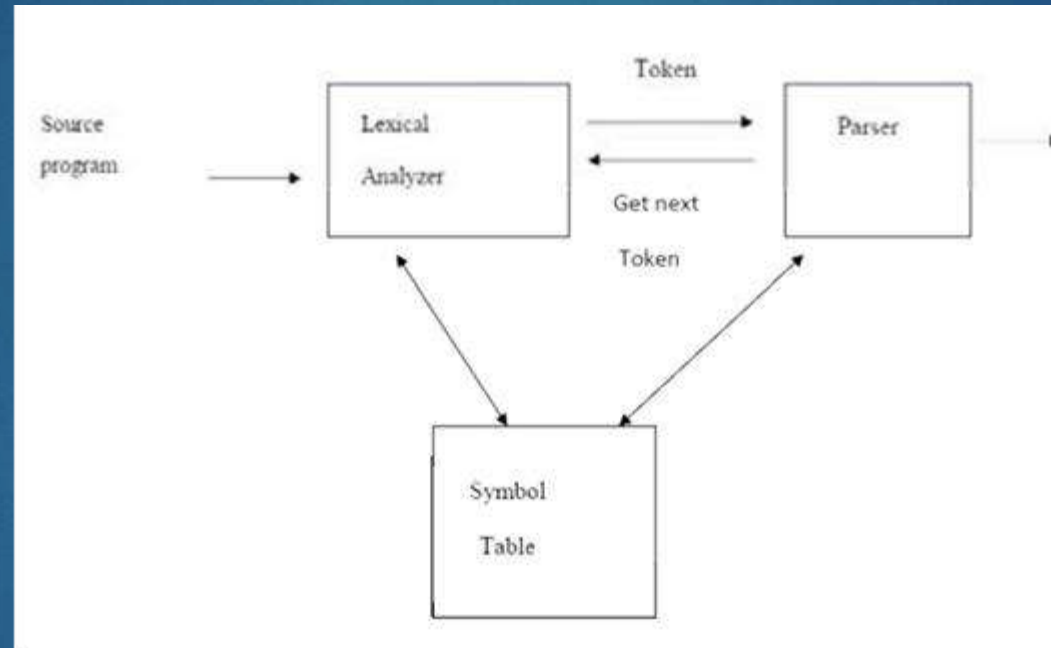 Source
program
Lexical
Analyzer
Token
Get next
Token
Parser
Symbol
Table